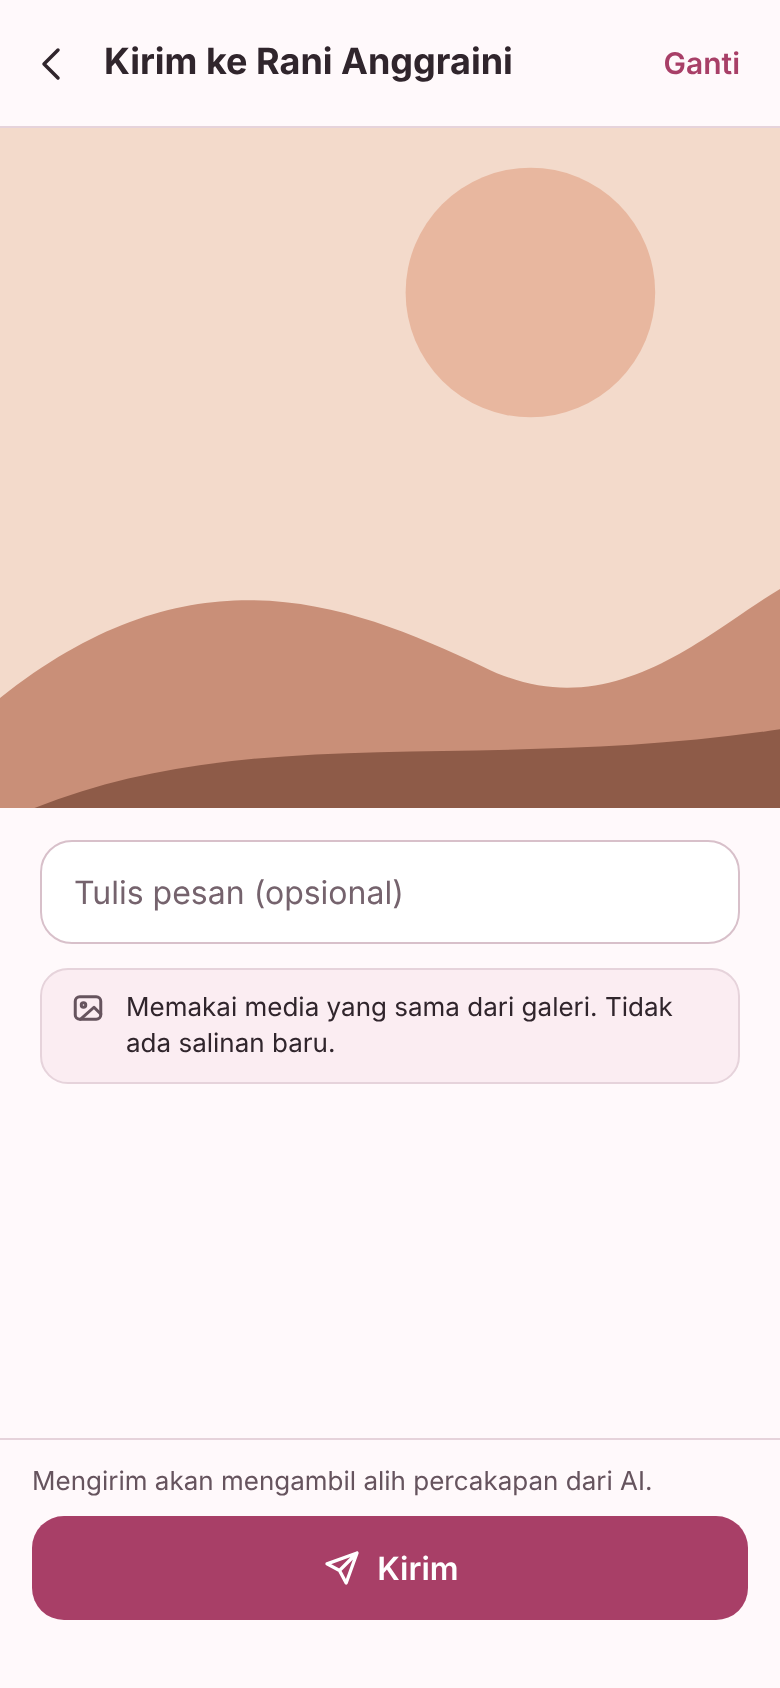 Kirim ke Rani Anggraini
Ganti
Tulis pesan (opsional)
Memakai media yang sama dari galeri. Tidak
ada salinan baru.
Mengirim akan mengambil alih percakapan dari AI.
Kirim